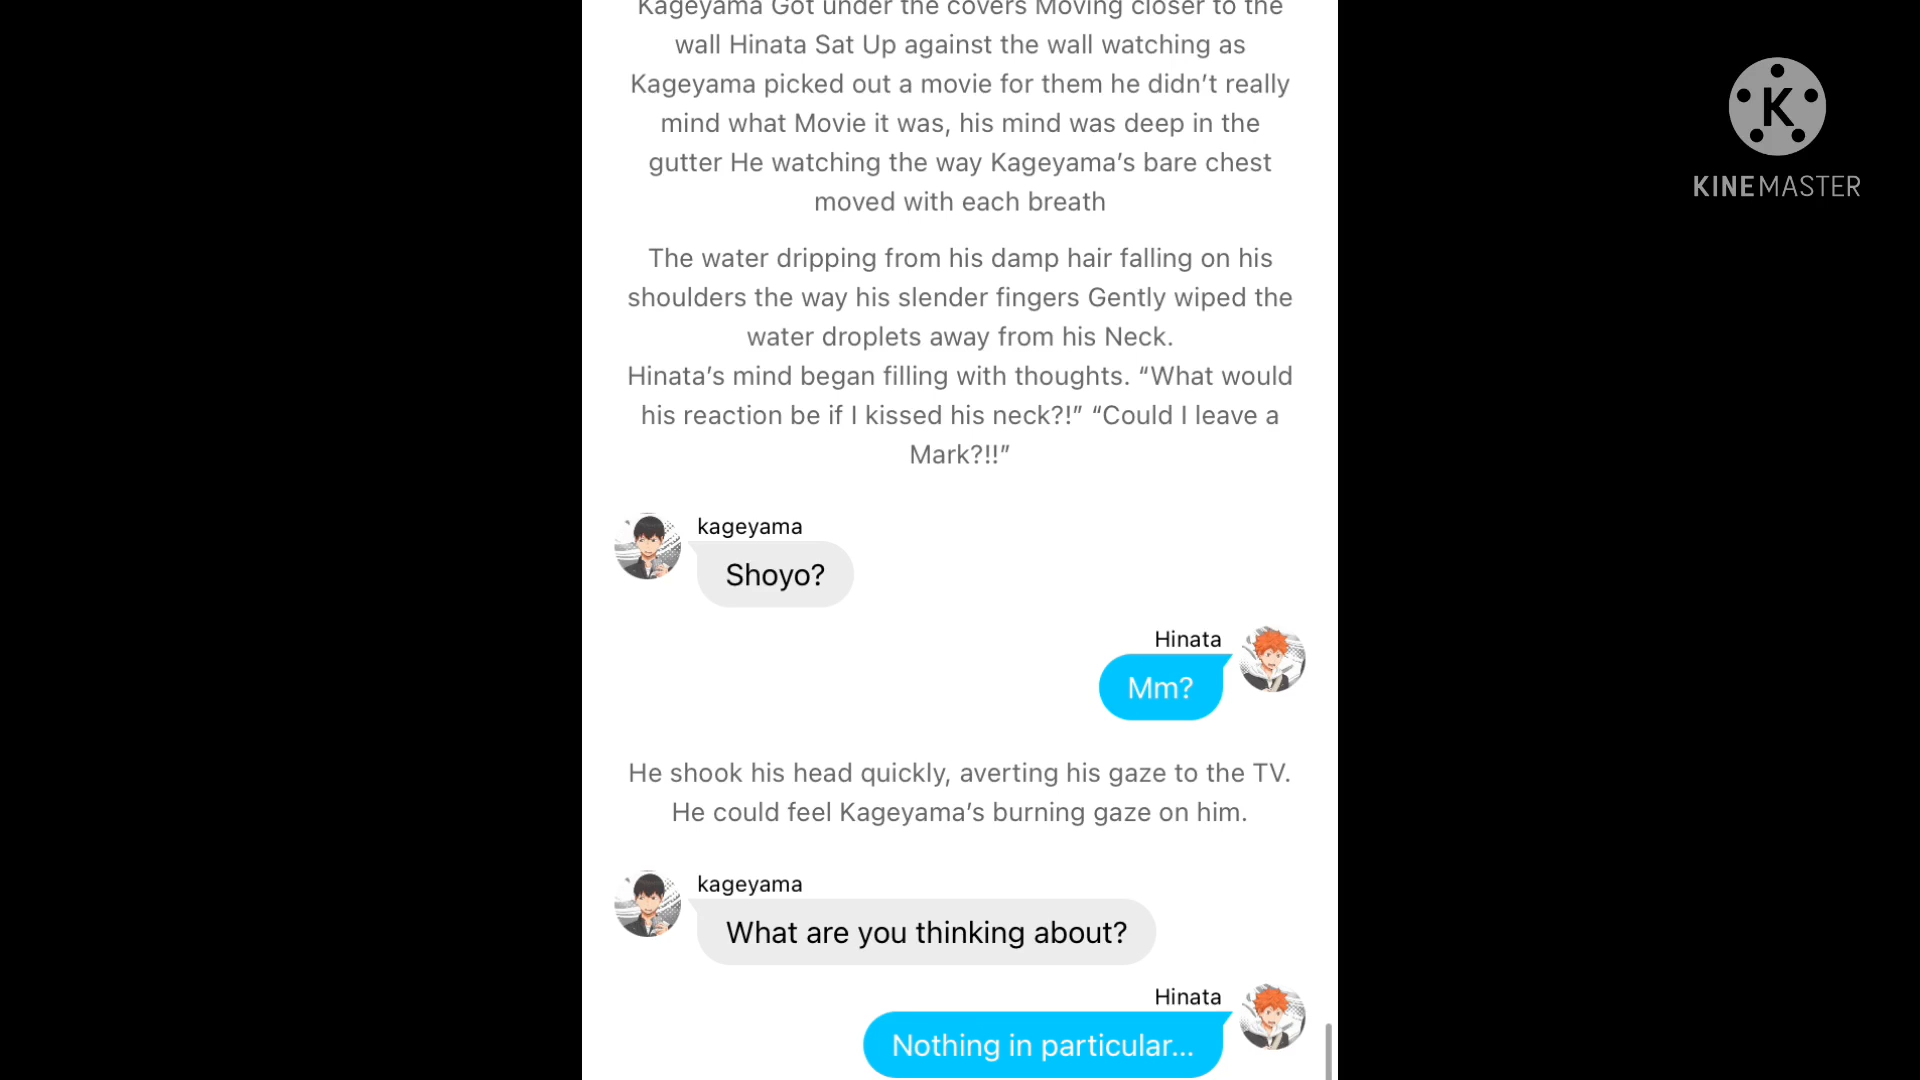 Kageyama Got under the covers Moving closer to the
wall Hinata Sat Up against the wall watching as
Kageyama picked out a movie for them he didn’t really
mind what Movie it was, his mind was deep in the
gutter He watching the way Kageyama’s bare chest
moved with each breath
The water dripping from his damp hair falling on his
shoulders the way his slender fingers Gently wiped the
water droplets away from his Neck.
Hinata’s mind began filling with thoughts. “What would
his reaction be if I kissed his neck?!” “Could I leave a
Mark?!!”
kageyama
Shoyo?
Hinata
Mm?
He shook his head quickly, averting his gaze to the TV.
He could feel Kageyama’s burning gaze on him.
kageyama
What are you thinking about?
Hinata
Nothing in particular...
K
KINEMASTER